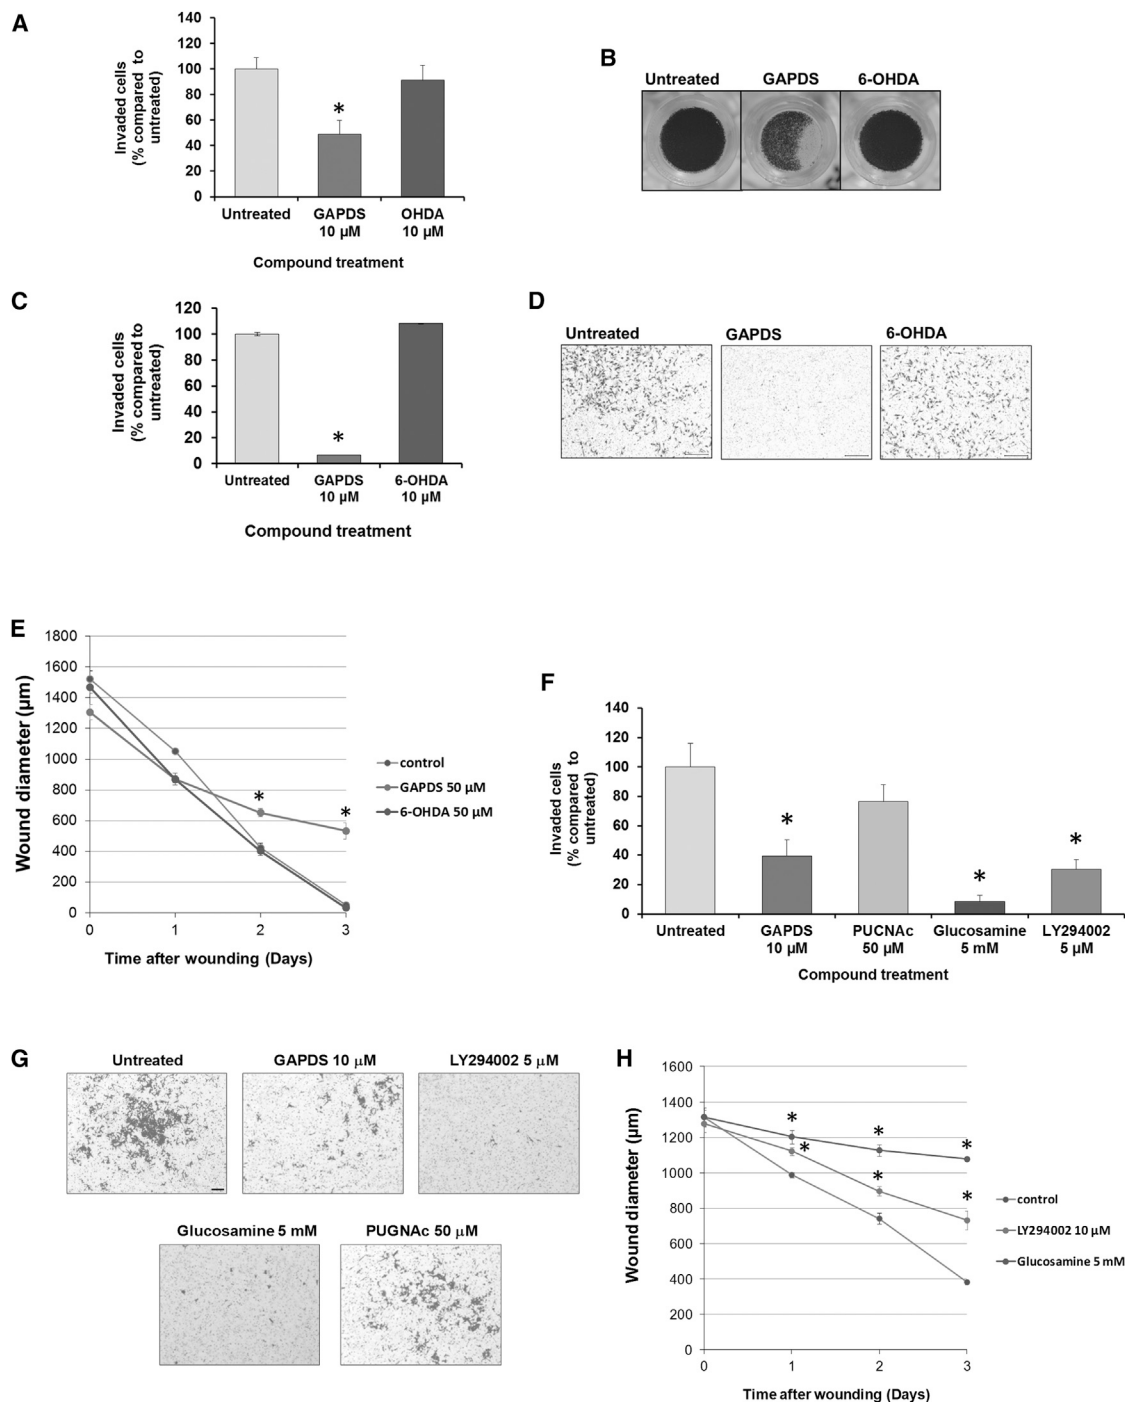 A
Invaded cells
(% compared to
untreated)
140
120
100
80
60
40
20
0
*
Untreated
GAPDS
10 µM
OHDA
10 µM
Compound treatment
B
Untreated
GAPDS
6-OHDA
C
Invaded cells
(% compared to
untreated)
120
100
80
60
40
20
0
*
Untreated
GAPDS
10 µM
6-OHDA
10 µM
Compound treatment
D
Untreated
GAPDS
6-OHDA
E
Wound diameter (µm)
1800
1600
1400
1200
1000
800
600
400
200
0
* *
0 1 2 3
Time after wounding (Days)
control
GAPDS 50 µM
6-OHDA 50 µM
F
Invaded cells
(% compared to
untreated)
140
120
100
80
60
40
20
0
* * *
Untreated
GAPDS
10 µM
PUCNAc
50 µM
Glucosamine
5 mM
LY294002
5 µM
Compound treatment
G
Untreated
GAPDS 10 µM
LY294002 5 µM
Glucosamine 5 mM
PUGNAc 50 µM
H
Wound diameter (µm)
1600
1400
1200
1000
800
600
400
200
0
* * *
* * *
0 1 2 3
Time after wounding (Days)
control
LY294002 10 µM
Glucosamine 5 mM